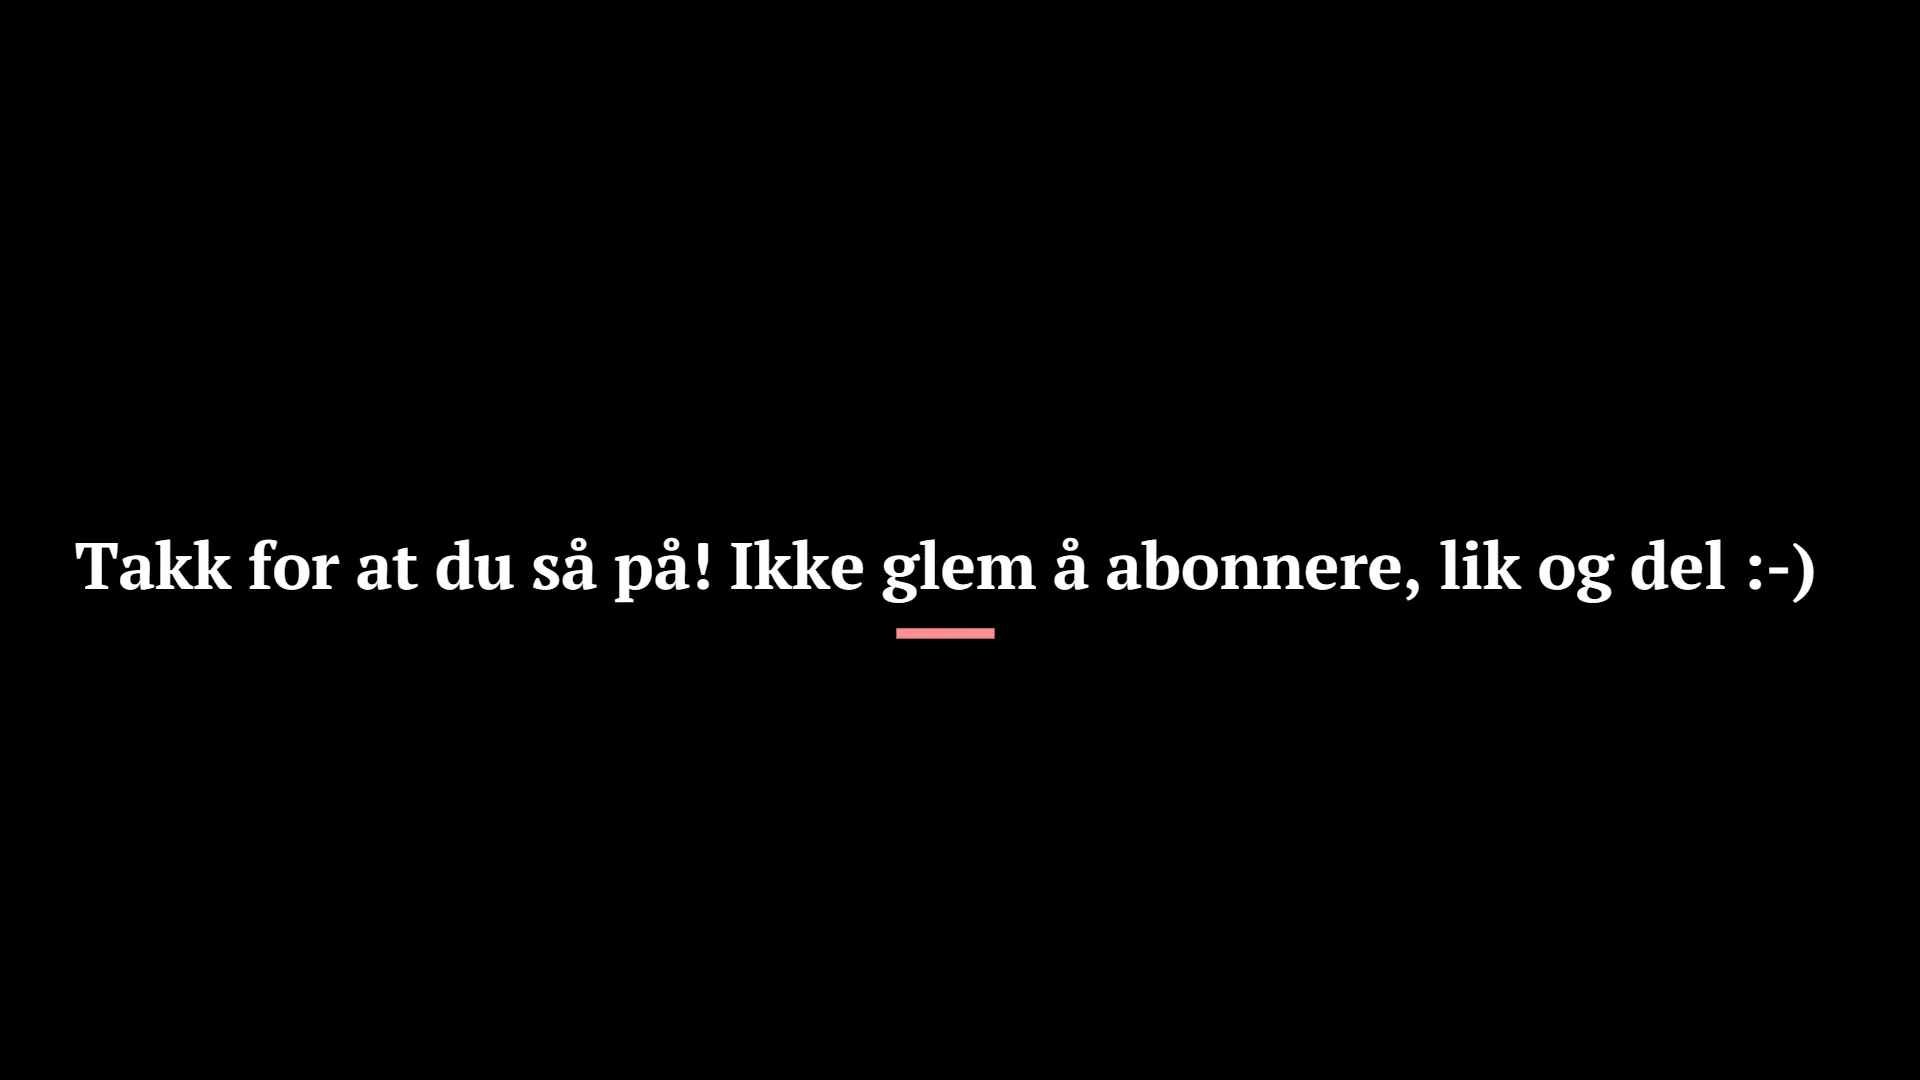 Takk for at du så på! Ikke glem å abonnere, lik og del :-)